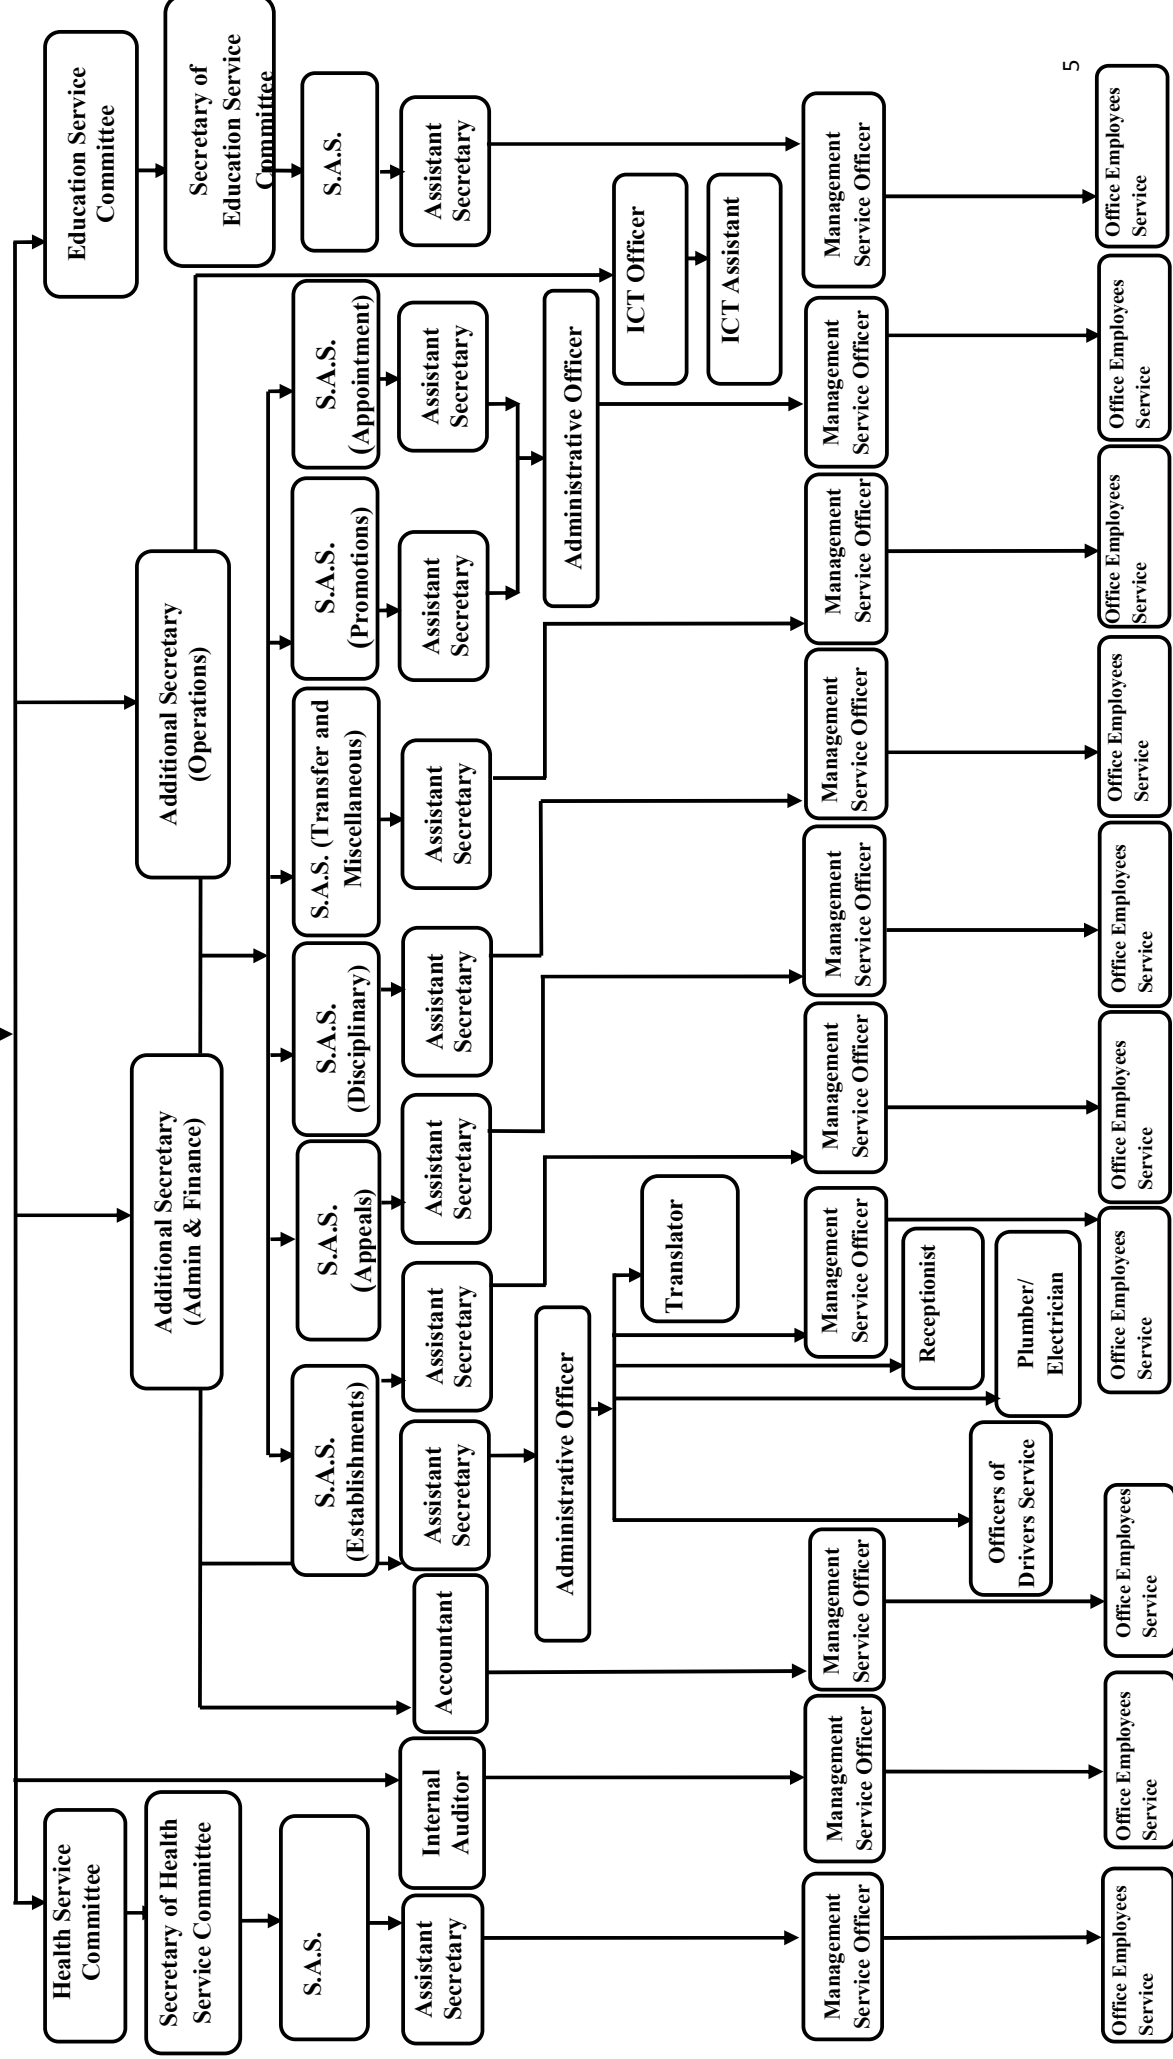 Health Service
Committee
Education Service
Committee
Secretary of Health
Service Committee
Additional Secretary
(Admin & Finance)
Additional Secretary
(Operations)
Secretary of
Education Service
Committee
S.A.S.
S.A.S.
(Establishments)
S.A.S.
(Appeals)
S.A.S.
(Disciplinary)
S.A.S. (Transfer and
Miscellaneous)
S.A.S.
(Promotions)
S.A.S.
(Appointment)
S.A.S.
Assistant
Secretary
Internal
Auditor
Accountant
Assistant
Secretary
Assistant
Secretary
Assistant
Secretary
Assistant
Secretary
Assistant
Secretary
Assistant
Secretary
Assistant
Secretary
Assistant
Secretary
Administrative Officer
Administrative Officer
Translator
ICT Officer
ICT Assistant
Management
Service Officer
Management
Service Officer
Management
Service Officer
Management
Service Officer
Management
Service Officer
Management
Service Officer
Management
Service Officer
Management
Service Officer
Management
Service Officer
Management
Service Officer
Receptionist
Officers of
Drivers Service
Plumber/
Electrician
Office Employees
Service
Office Employees
Service
Office Employees
Service
Office Employees
Service
Office Employees
Service
Office Employees
Service
Office Employees
Service
Office Employees
Service
Office Employees
Service
Office Employees
Service
5